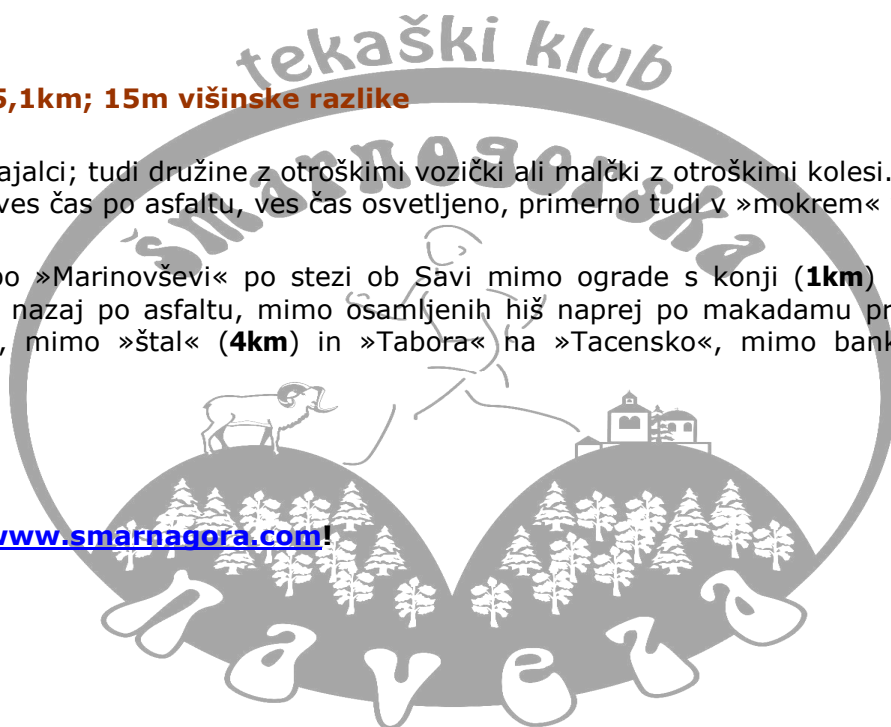 tekaški klub
5,1km; 15m višinske razlike
šmarnogorska
ajalci; tudi družine z otroškimi vozički ali malčki z otroškimi kolesi.
ves čas po asfaltu, ves čas osvetljeno, primerno tudi v »mokrem«
po »Marinovševi« po stezi ob Savi mimo ograde s konji (1km)
nazaj po asfaltu, mimo osamljenih hiš naprej po makadamu pr
, mimo »štal« (4km) in »Tabora« na »Tacensko«, mimo bank
www.smarnagora.com!
naveza